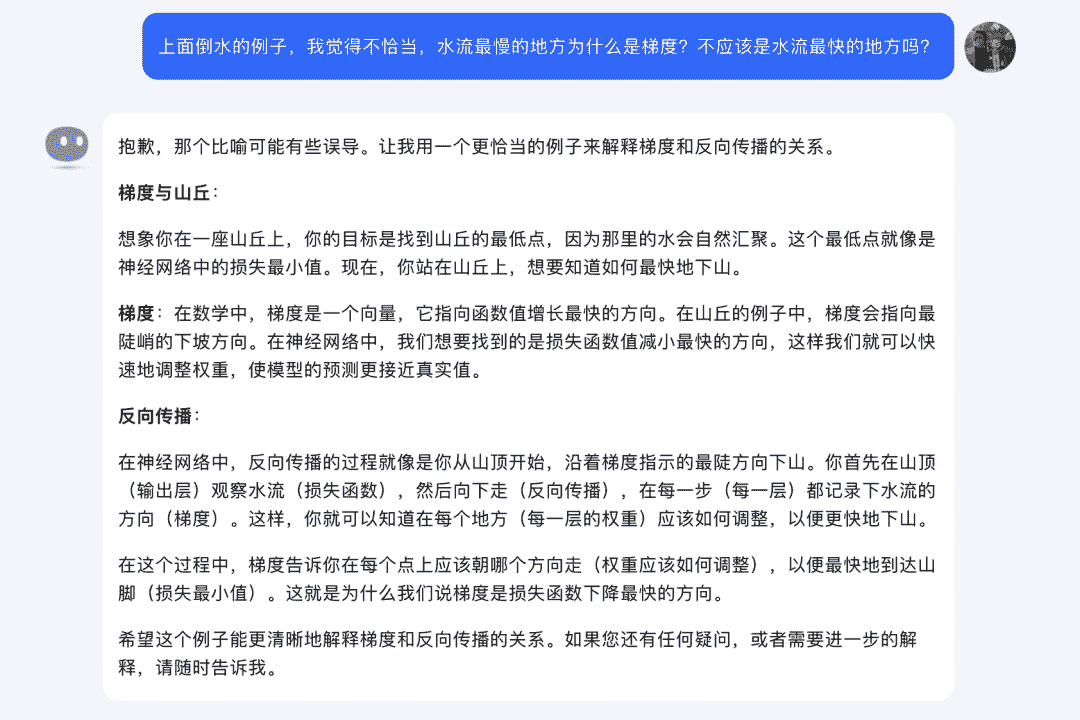 上面倒水的例子，我觉得不恰当，水流最慢的地方为什么是梯度？不应该是水流最快的地方吗？
抱歉，那个比喻可能有些误导。让我用一个更恰当的例子来解释梯度和反向传播的关系。
梯度与山丘：
想象你在一座山丘上，你的目标是找到山丘的最低点，因为那里的水会自然汇聚。这个最低点就像是
神经网络中的损失最小值。现在，你站在山丘上，想要知道如何最快地下山。
梯度：在数学中，梯度是一个向量，它指向函数值增长最快的方向。在山丘的例子中，梯度会指向最
陡峭的下坡方向。在神经网络中，我们想要找到的是损失函数值减小最快的方向，这样我们就可以快
速地调整权重，使模型的预测更接近真实值。
反向传播：
在神经网络中，反向传播的过程就像是你从山顶开始，沿着梯度指示的最陡方向下山。你首先在山顶
（输出层）观察水流（损失函数），然后向下走（反向传播），在每一步（每一层）都记录下水流的
方向（梯度）。这样，你就可以知道在每个地方（每一层的权重）应该如何调整，以便更快地下山。
在这个过程中，梯度告诉你在每个点上应该朝哪个方向走（权重应该如何调整），以便最快地到达山
脚（损失最小值）。这就是为什么我们说梯度是损失函数下降最快的方向。
希望这个例子能更清晰地解释梯度和反向传播的关系。如果您还有任何疑问，或者需要进一步的解
释，请随时告诉我。